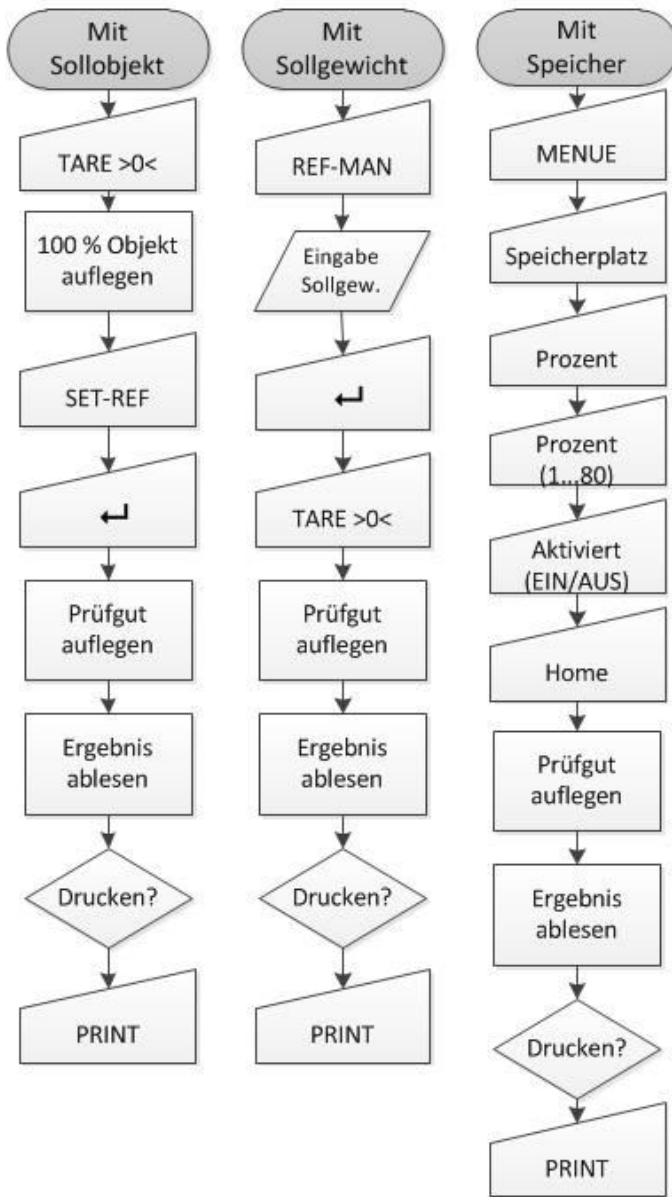 Mit
Sollobjekt
TARE >0<
100 % Objekt
auflegen
SET-REF
↵
Prüfgut
auflegen
Ergebnis
ablesen
Drucken?
PRINT
Mit
Sollgewicht
REF-MAN
Eingabe
Sollgew.
↵
TARE >0<
Prüfgut
auflegen
Ergebnis
ablesen
Drucken?
PRINT
Mit
Speicher
MENUE
Speicherplatz
Prozent
Prozent
(1...80)
Aktiviert
(EIN/AUS)
Home
Prüfgut
auflegen
Ergebnis
ablesen
Drucken?
PRINT